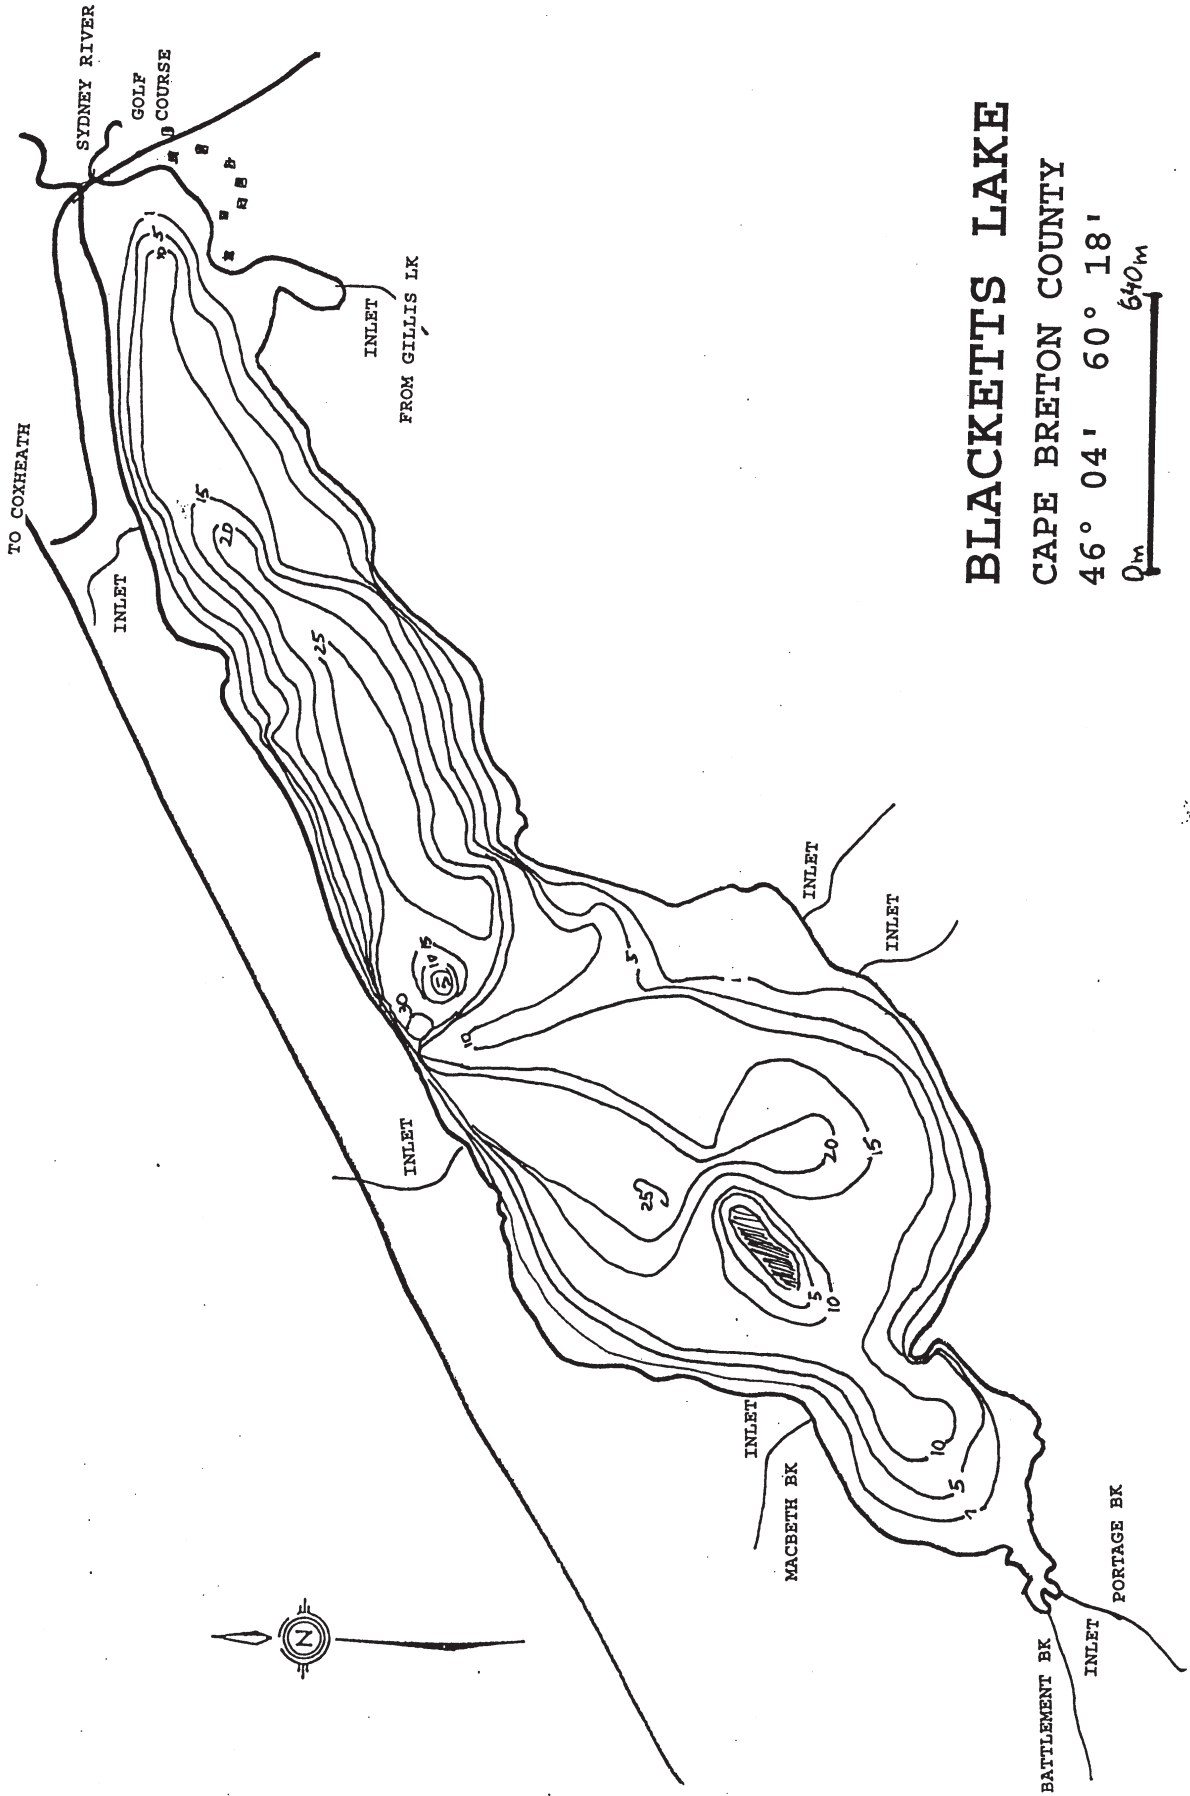 BLACKETTS LAKE
CAPE BRETON COUNTY
46° 04' 60° 18'
0m 640m
SYDNEY RIVER
GOLF
COURSE
TO COXHEATH
INLET
INLET
FROM GILLIS LK
1
5
10
15
20
25
15
10
5
30
10
5
1
INLET
INLET
INLET
25
20
15
5
10
INLET
MACBETH BK
10
5
1
N
BATTLEMENT BK
INLET
PORTAGE BK